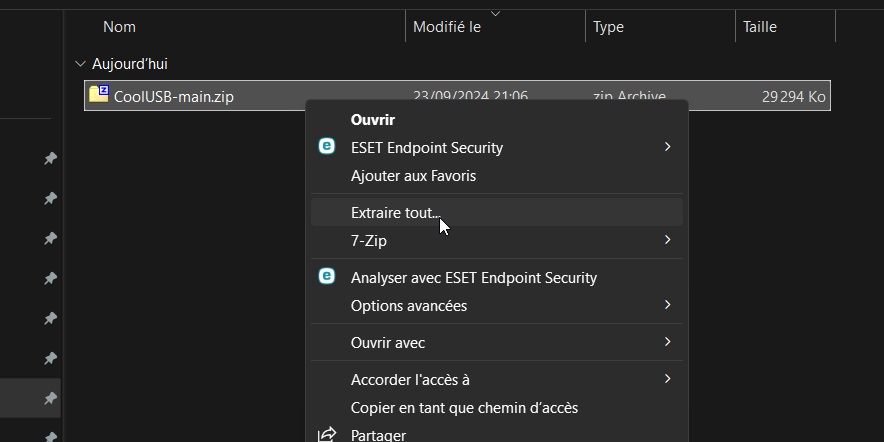 Nom Modifié le Type Taille
Aujourd'hui
CoolUSB-main.zip 23/09/2024 21:06 zip Archive 29 294 Ko
Ouvrir
ESET Endpoint Security
Ajouter aux Favoris
Extraire tout...
7-Zip
Analyser avec ESET Endpoint Security
Options avancées
Ouvrir avec
Accorder l'accès à
Copier en tant que chemin d'accès
Partager